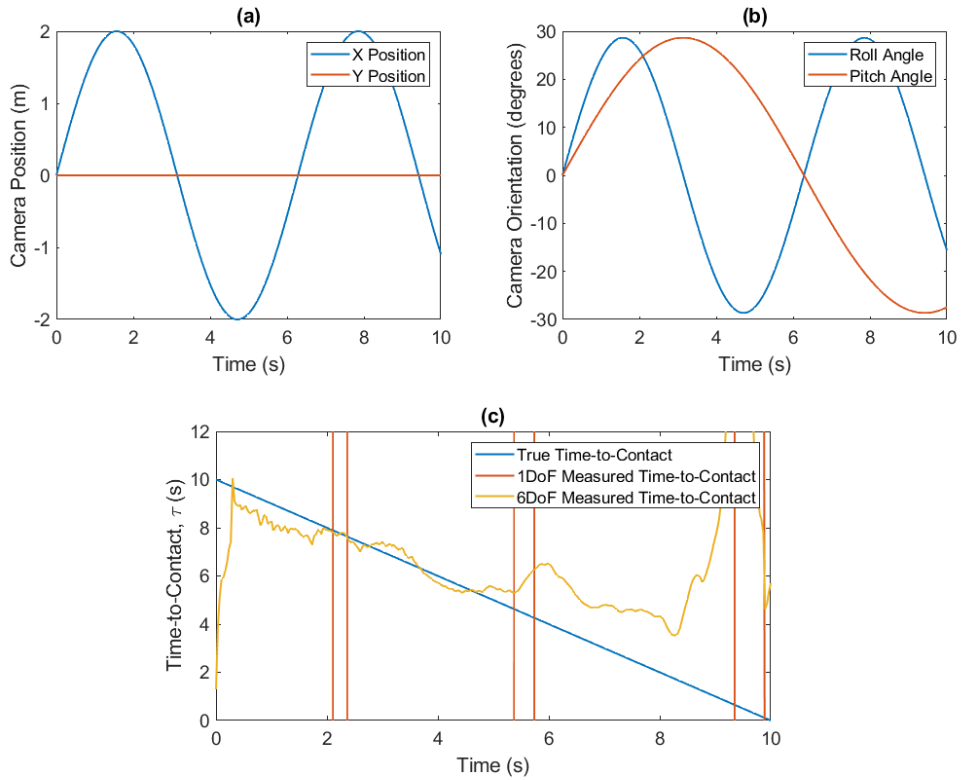 (a)
2
1
0
-1
-2
Camera Position (m)
X Position
Y Position
0 2 4 6 8 10
Time (s)
(b)
30
20
10
0
-10
-20
-30
Camera Orientation (degrees)
Roll Angle
Pitch Angle
0 2 4 6 8 10
Time (s)
(c)
12
10
8
6
4
2
0
Time-to-Contact, τ (s)
True Time-to-Contact
1DoF Measured Time-to-Contact
6DoF Measured Time-to-Contact
0 2 4 6 8 10
Time (s)